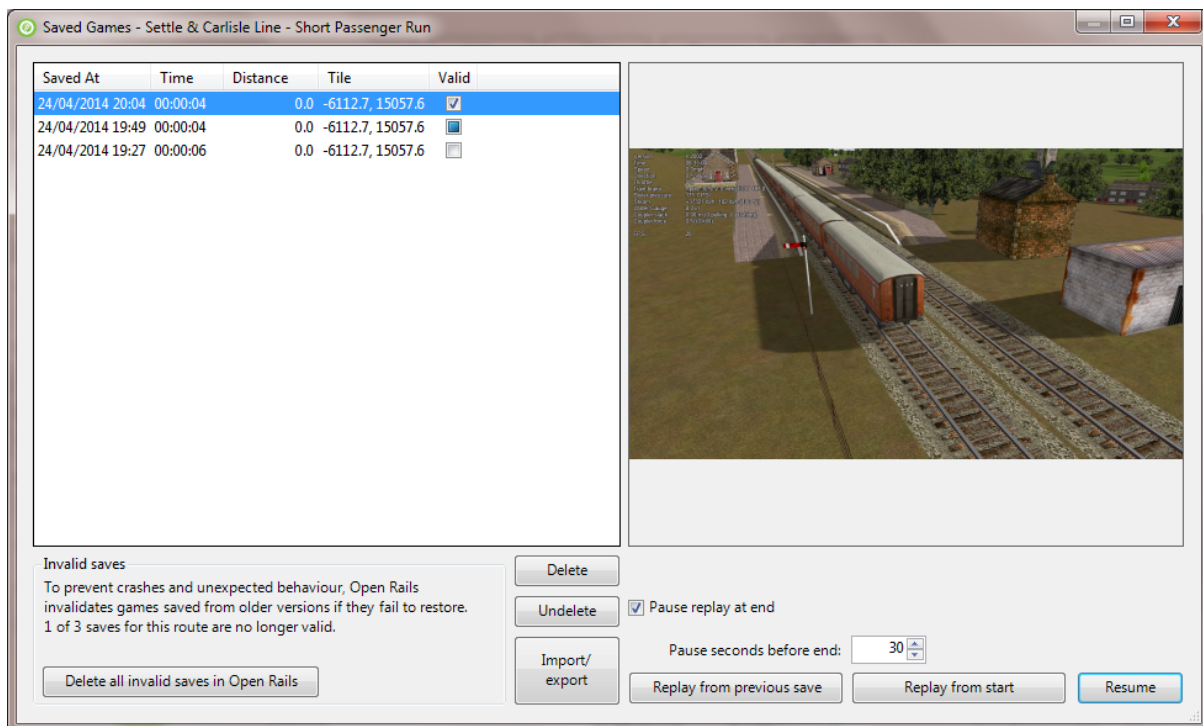 Saved Games - Settle & Carlisle Line - Short Passenger Run
Saved At Time Distance Tile Valid
24/04/2014 20:04 00:00:04 0.0 -6112.7, 15057.6
24/04/2014 19:49 00:00:04 0.0 -6112.7, 15057.6
24/04/2014 19:27 00:00:06 0.0 -6112.7, 15057.6
Invalid saves
To prevent crashes and unexpected behaviour, Open Rails
invalidates games saved from older versions if they fail to restore.
1 of 3 saves for this route are no longer valid.
Delete all invalid saves in Open Rails
Delete
Undelete
Import/
export
Pause replay at end
Pause seconds before end: 30
Replay from previous save Replay from start Resume